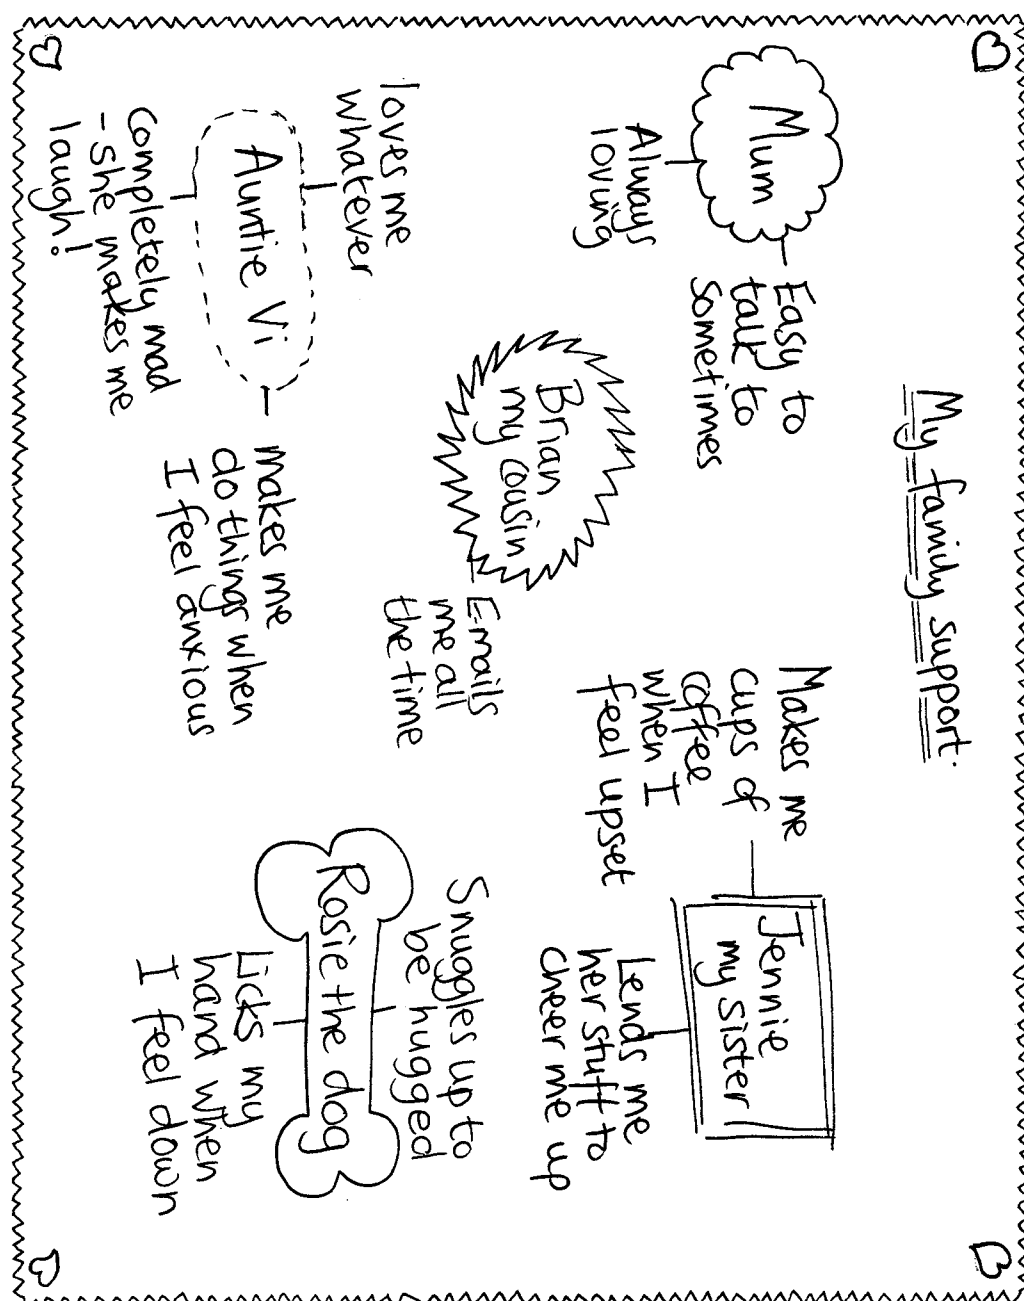 My family support.
Mum
Always
loving
Easy to
talk to
sometimes
Makes me
cups of
coffee
when I
feel upset
Jennie
my sister
Lends me
her stuff to
cheer me up
Brian
my cousin
Emails
me all
the time
loves me
whatever
Auntie Vi
Completely mad
- she makes me
laugh!
makes me
do things when
I feel anxious
Snuggles up to
be hugged
Rosie the dog
Licks my
hand when
I feel down